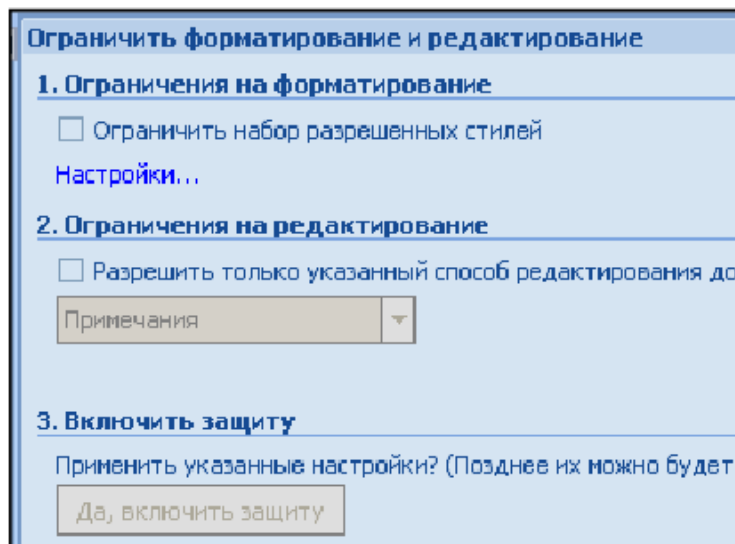 Ограничить форматирование и редактирование
1. Ограничения на форматирование
Ограничить набор разрешенных стилей
Настройки...
2. Ограничения на редактирование
Разрешить только указанный способ редактирования до
Примечания
3. Включить защиту
Применить указанные настройки? (Позднее их можно будет
Да, включить защиту